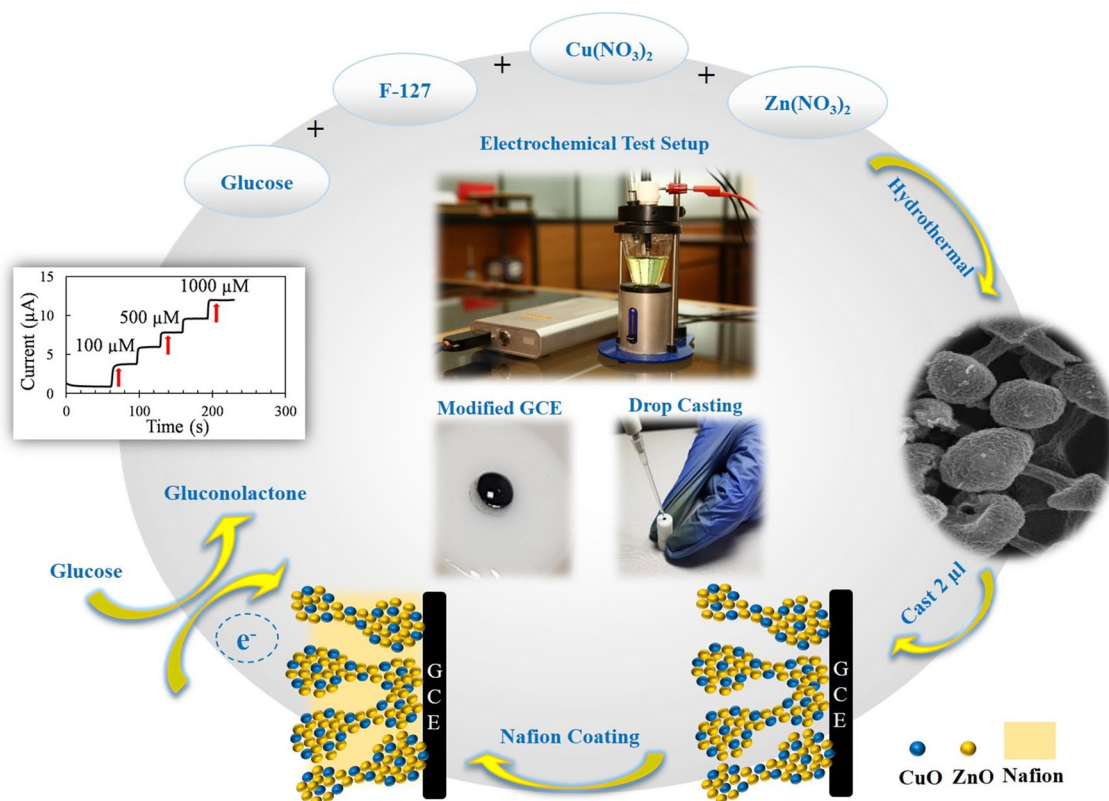 Cu(NO₃)₂
+
+
F-127
Zn(NO₃)₂
+
Electrochemical Test Setup
Glucose
Hydrothermal
15
1000 µM
10
500 µM
100 µM
5
0
0
100
200
300
Current (µA)
Time (s)
Modified GCE
Drop Casting
Gluconolactone
Glucose
e⁻
Cast 2 µl
GCE
GCE
Nafion Coating
CuO ZnO Nafion